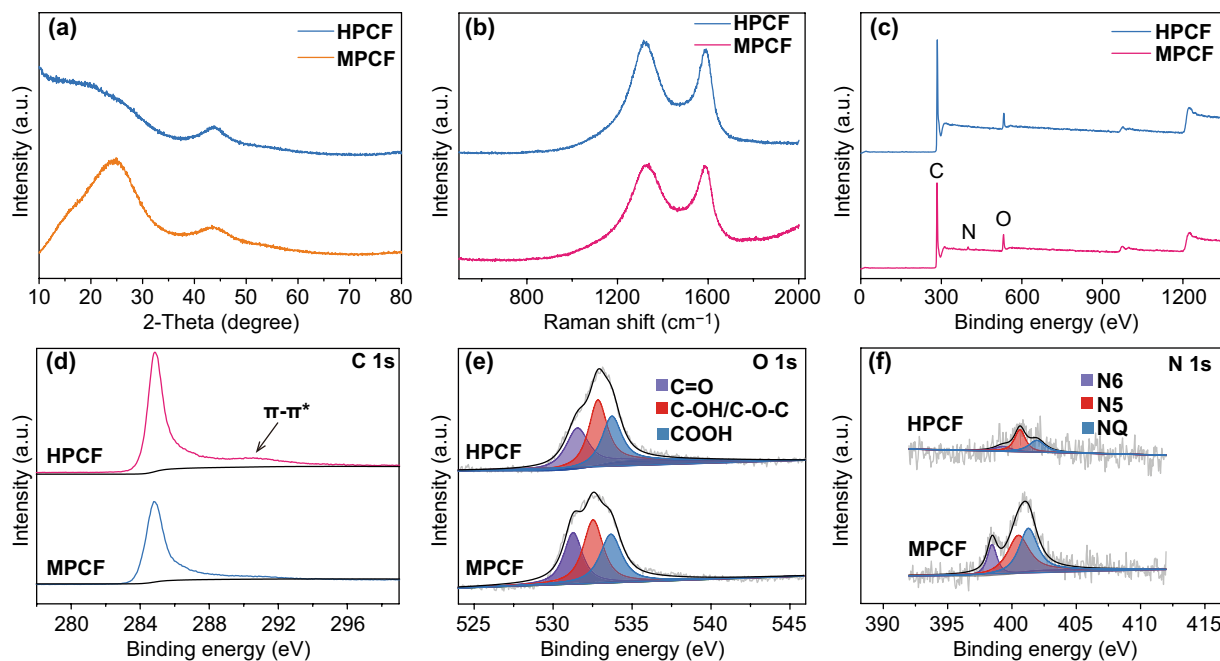 (a)
HPCF
MPCF
Intensity (a.u.)
10 20 30 40 50 60 70 80
2-Theta (degree)
(b)
HPCF
MPCF
Intensity (a.u.)
800 1200 1600 2000
Raman shift (cm⁻¹)
(c)
HPCF
MPCF
C
N
O
Intensity (a.u.)
0 300 600 900 1200
Binding energy (eV)
(d)
C 1s
π-π*
HPCF
MPCF
Intensity (a.u.)
280 284 288 292 296
Binding energy (eV)
(e)
O 1s
C=O
C-OH/C-O-C
COOH
HPCF
MPCF
Intensity (a.u.)
524 530 535 540 545
Binding energy (eV)
(f)
N 1s
N6
N5
NQ
HPCF
MPCF
Intensity (a.u.)
390 395 400 405 410 415
Binding energy (eV)